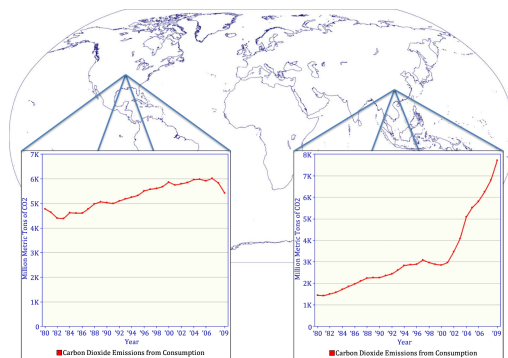 7K
6K
5K
4K
3K
2K
1K
0
Million Metric Tons of CO2
'80 '82 '84 '86 '88 '90 '92 '94 '96 '98 '00 '02 '04 '06 '09
Year
Carbon Dioxide Emissions from Consumption
8K
7K
6K
5K
4K
3K
2K
1K
0
Million Metric Tons of CO2
'80 '82 '84 '86 '88 '90 '92 '94 '96 '98 '00 '02 '04 '06 '09
Year
Carbon Dioxide Emissions from Consumption